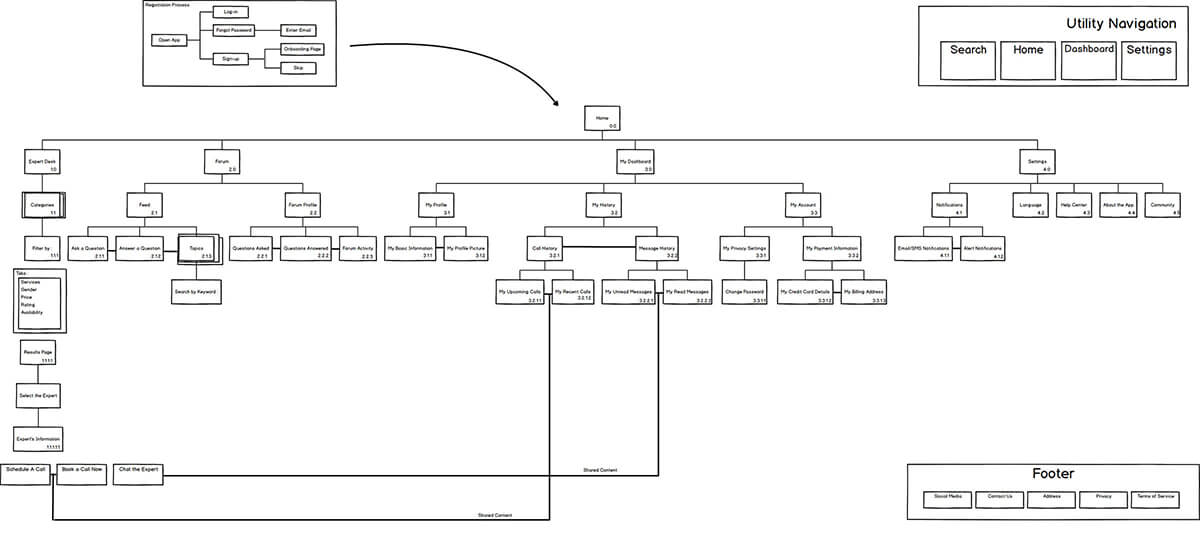 Registration Process
Open App
Log-in
Forgot Password
Enter Email
Sign-up
Onboarding Page
Skip
Utility Navigation
Search
Home
Dashboard
Settings
Home
0.0
Expert Desk
1.0
Forum
2.0
My Dashboard
3.0
Settings
4.0
Categories
1.1
Feed
2.1
Forum Profile
2.2
My Profile
3.1
My History
3.2
My Account
3.3
Notifications
4.1
Language
4.2
Help Center
4.3
About the App
4.4
Community
4.5
Filter by
1.1.1
Ask a Question
2.1.1
Answer a Question
2.1.2
Topics
2.1.3
Questions Asked
2.2.1
Questions Answered
2.2.2
Forum Activity
2.2.3
My Basic Information
3.1.1
My Profile Picture
3.1.2
Call History
3.2.1
Message History
3.2.2
My Privacy Settings
3.3.1
My Payment Information
3.3.2
Email/SMS Notifications
4.1.1
Alert Notifications
4.1.2
Tabs:
Services
Gender
Price
Rating
Availability
Search by Keyword
My Upcoming Calls
3.2.1.1
My Recent Calls
3.2.1.2
My Unread Messages
3.2.2.1
My Read Messages
3.2.2.2
Change Password
3.3.1.1
My Credit Card Details
3.3.1.2
My Billing Address
3.3.1.3
Results Page
1.1.1.1
Select the Expert
Expert's Information
1.1.1.1.1
Schedule A Call
Book a Call Now
Chat the Expert
Shared Content
Shared Content
Footer
Social Media
Contact Us
Address
Privacy
Terms of Service